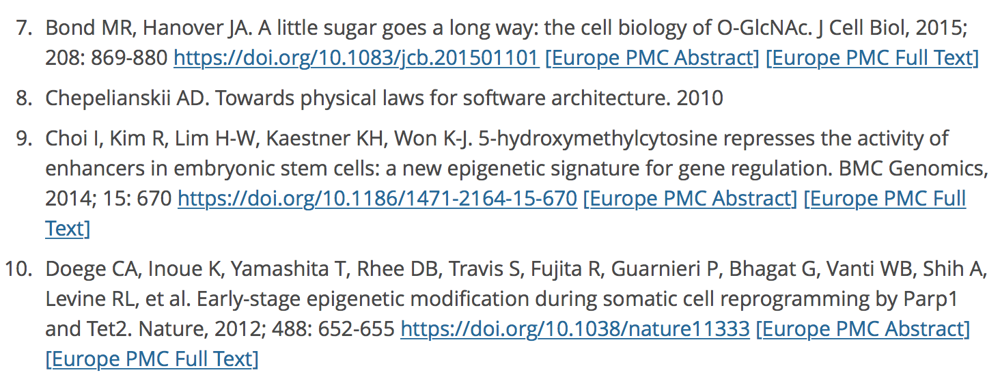 7. Bond MR, Hanover JA. A little sugar goes a long way: the cell biology of O-GlcNAc. J Cell Biol, 2015;
208: 869-880 https://doi.org/10.1083/jcb.201501101 [Europe PMC Abstract] [Europe PMC Full Text]
8. Chepelianskii AD. Towards physical laws for software architecture. 2010
9. Choi I, Kim R, Lim H-W, Kaestner KH, Won K-J. 5-hydroxymethylcytosine represses the activity of
enhancers in embryonic stem cells: a new epigenetic signature for gene regulation. BMC Genomics,
2014; 15: 670 https://doi.org/10.1186/1471-2164-15-670 [Europe PMC Abstract] [Europe PMC Full
Text]
10. Doege CA, Inoue K, Yamashita T, Rhee DB, Travis S, Fujita R, Guarnieri P, Bhagat G, Vanti WB, Shih A,
Levine RL, et al. Early-stage epigenetic modification during somatic cell reprogramming by Parp1
and Tet2. Nature, 2012; 488: 652-655 https://doi.org/10.1038/nature11333 [Europe PMC Abstract]
[Europe PMC Full Text]